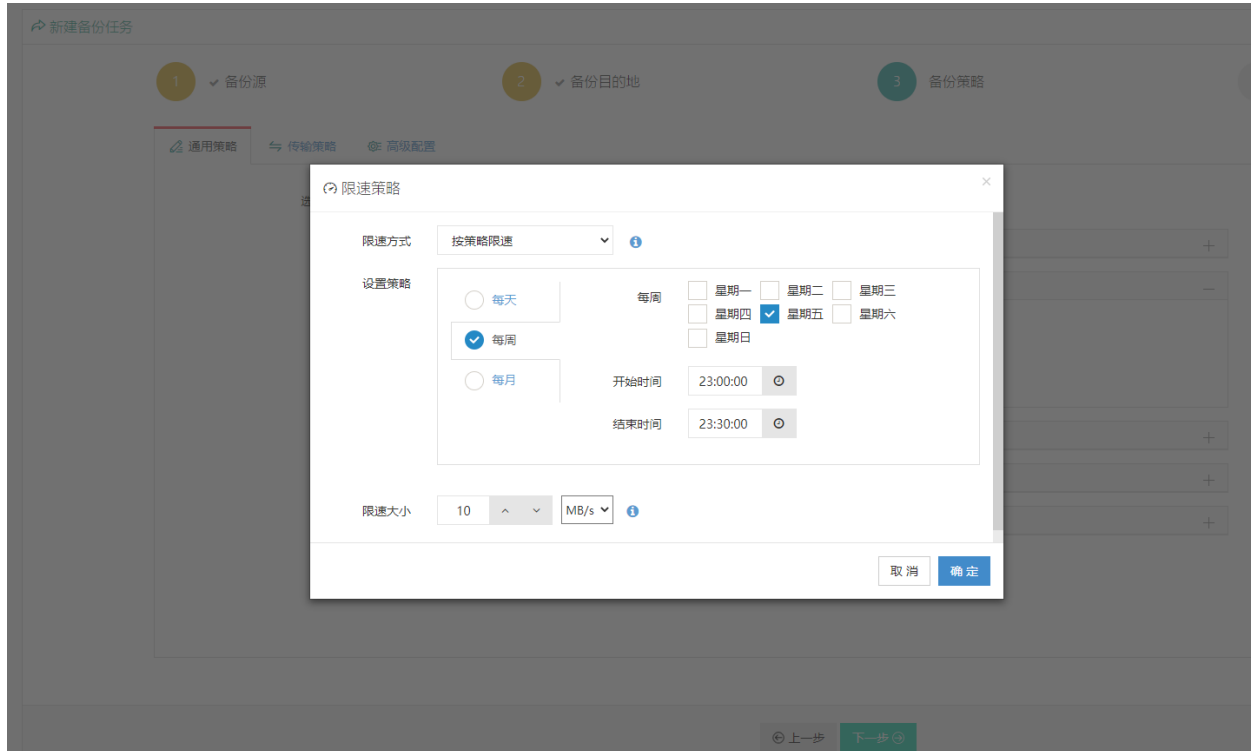 新建备份任务
1 备份源
2 备份目的地
3 备份策略
通用策略 传输策略 高级配置
限速策略
限速方式 按策略限速
设置策略
每天
每周
每月
每周 星期一 星期二 星期三
星期四 星期五 星期六
星期日
开始时间 23:00:00
结束时间 23:30:00
限速大小 10 MB/s
取消 确定
上一步 下一步